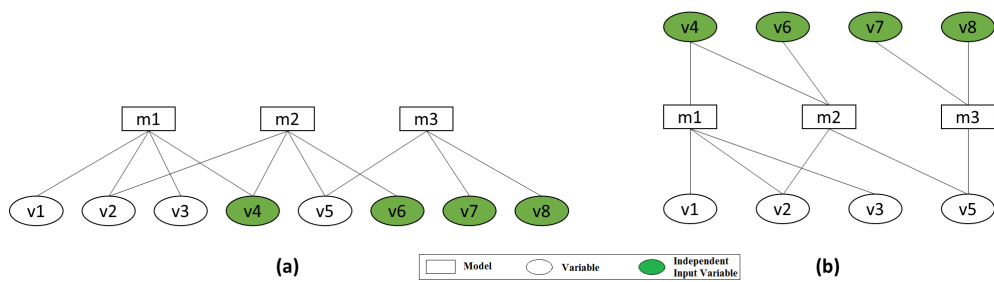 v4 v6 v7 v8
m1 m2 m3
m1 m2 m3
v1 v2 v3 v4 v5 v6 v7 v8
v1 v2 v3 v5
(a)
Model Variable Independent
Input Variable
(b)